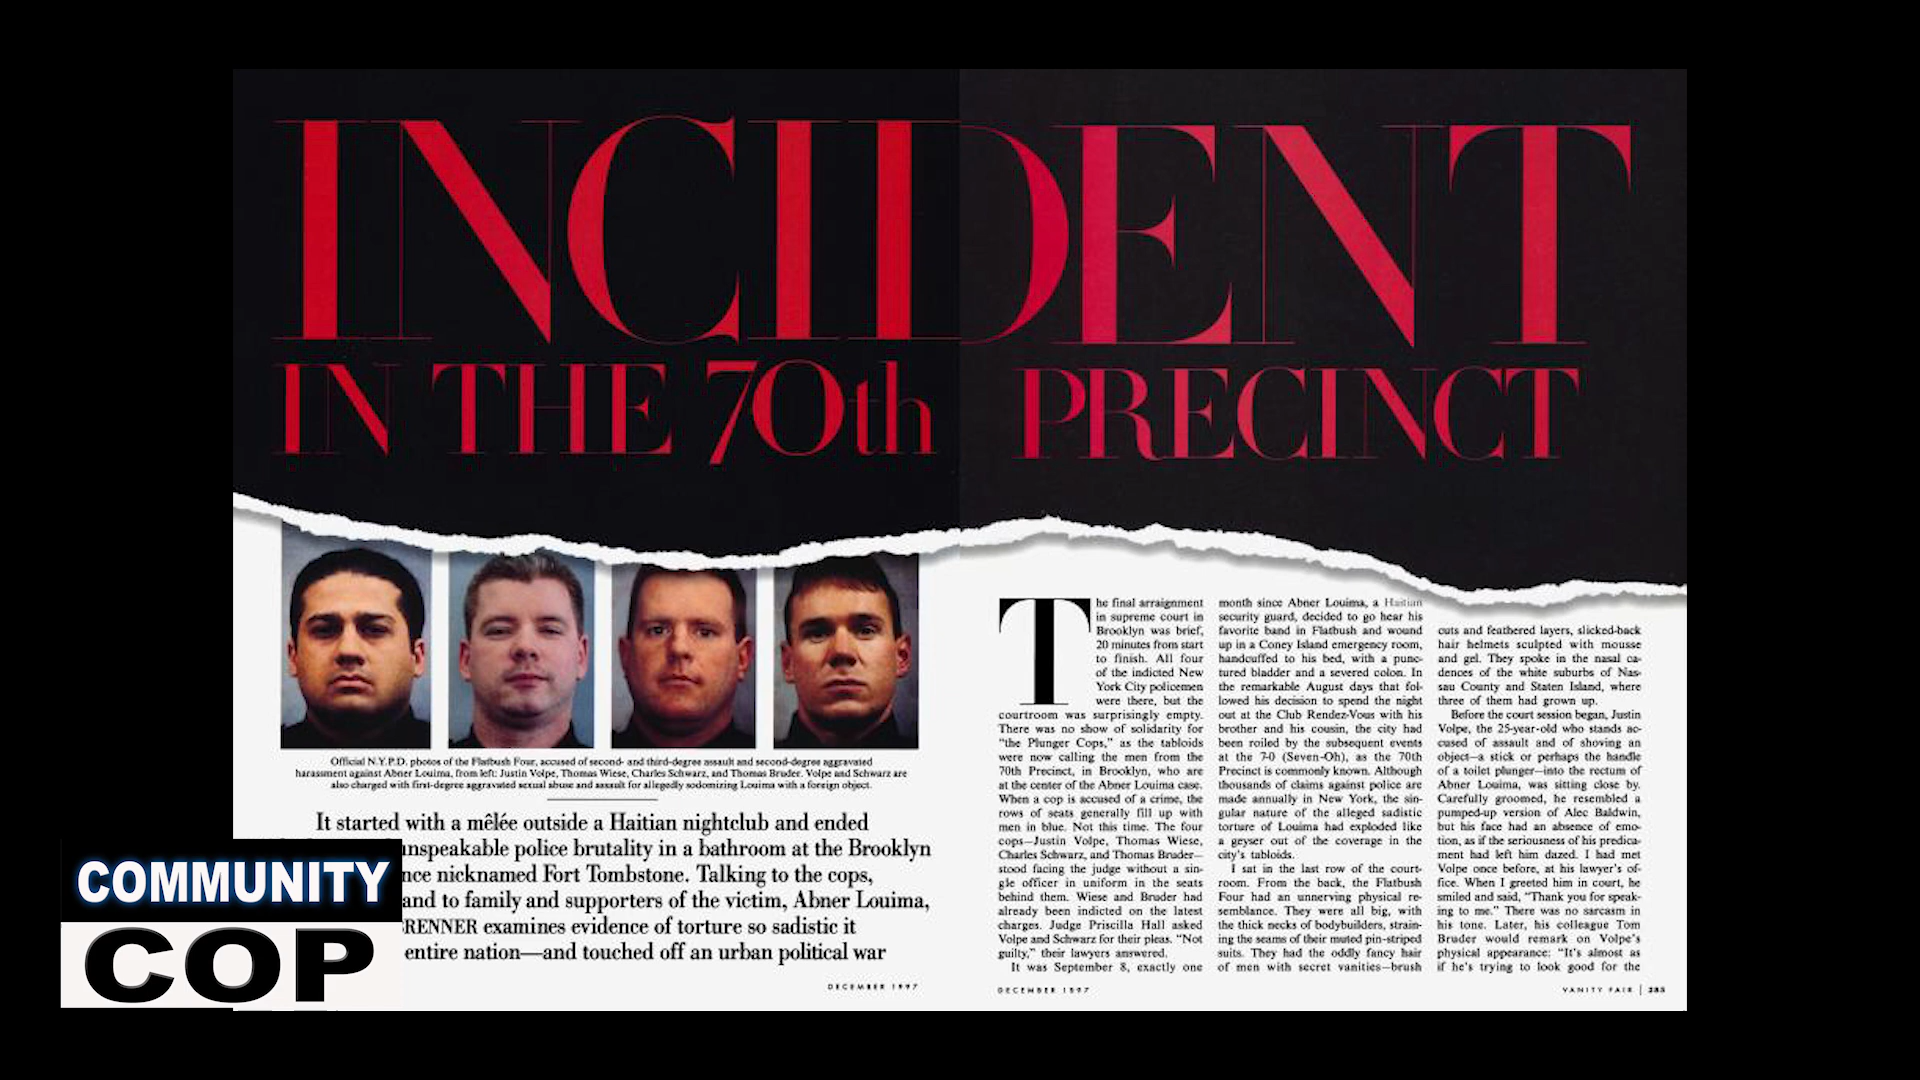 INCIDENT
IN THE 70th PRECINCT
Official N.Y.P.D. photos of the Flatbush Four, accused of second- and third-degree assault and second-degree aggravated
harassment against Abner Louima, from left: Justin Volpe, Thomas Wiese, Charles Schwarz, and Thomas Bruder. Volpe and Schwarz are
also charged with first-degree aggravated sexual abuse and assault for allegedly sodomizing Louima with a foreign object.
It started with a mêlée outside a Haitian nightclub and ended
unspeakable police brutality in a bathroom at the Brooklyn
nicknamed Fort Tombstone. Talking to the cops,
and to family and supporters of the victim, Abner Louima,
BRENNER examines evidence of torture so sadistic it
entire nation—and touched off an urban political war
DECEMBER 1997
COMMUNITY
COP
The final arraignment
in supreme court in
Brooklyn was brief,
20 minutes from start
to finish. All four
of the indicted New
York City policemen
were there, but the
courtroom was surprisingly empty.
There was no show of solidarity for
"the Plunger Cops," as the tabloids
were now calling the men from the
70th Precinct, in Brooklyn, who are
at the center of the Abner Louima case.
When a cop is accused of a crime, the
rows of seats generally fill up with
men in blue. Not this time. The four
cops—Justin Volpe, Thomas Wiese,
Charles Schwarz, and Thomas Bruder—
stood facing the judge without a sin-
gle officer in uniform in the seats
behind them. Wiese and Bruder had
already been indicted on the latest
charges. Judge Priscilla Hall asked
Volpe and Schwarz for their pleas. "Not
guilty," their lawyers answered.
It was September 8, exactly one
month since Abner Louima, a Haitian
security guard, decided to go hear his
favorite band in Flatbush and wound
up in a Coney Island emergency room,
handcuffed to his bed, with a punc-
tured bladder and a severed colon. In
the remarkable August days that fol-
lowed his decision to spend the night
out at the Club Rendez-Vous with his
brother and his cousin, the city had
been roiled by the subsequent events
at the 7-0 (Seven-Oh), as the 70th
Precinct is commonly known. Although
thousands of claims against police are
made annually in New York, the sin-
gular nature of the alleged sadistic
torture of Louima had exploded like
a geyser out of the coverage in the
city's tabloids.
I sat in the last row of the court-
room. From the back, the Flatbush
Four had an unnerving physical re-
semblance. They were all big, with
the thick necks of bodybuilders, strain-
ing the seams of their muted pin-striped
suits. They had the oddly fancy hair
of men with secret vanities—brush
cuts and feathered layers, slicked-back
hair helmets sculpted with mousse
and gel. They spoke in the nasal ca-
dences of the white suburbs of Nas-
sau County and Staten Island, where
three of them had grown up.
Before the court session began, Justin
Volpe, the 25-year-old who stands ac-
cused of assault and of shoving an
object—a stick or perhaps the handle
of a toilet plunger—into the rectum of
Abner Louima, was sitting close by.
Carefully groomed, he resembled a
pumped-up version of Alec Baldwin,
but his face had an absence of emo-
tion, as if the seriousness of his predica-
ment had left him dazed. I had met
Volpe once before, at his lawyer's of-
fice. When I greeted him in court, he
smiled and said, "Thank you for speak-
ing to me." There was no sarcasm in
his tone. Later, his colleague Tom
Bruder would remark on Volpe's
physical appearance: "It's almost as
if he's trying to look good for the
DECEMBER 1997
VANITY FAIR | 285